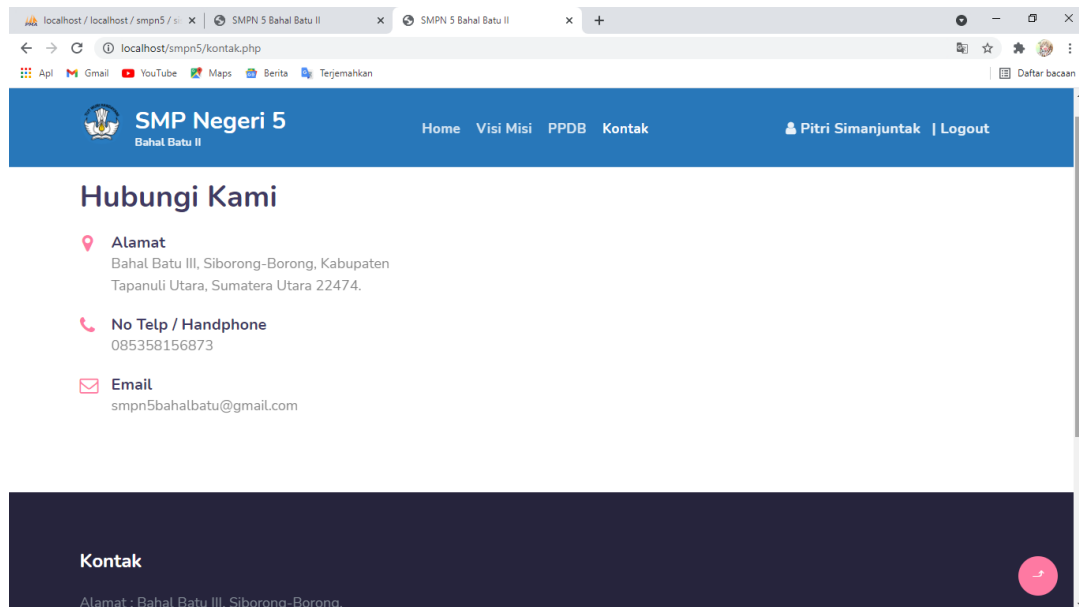 localhost / localhost / smpn5 / s
SMPN 5 Bahal Batu II
SMPN 5 Bahal Batu II
localhost/smpn5/kontak.php
Apl Gmail YouTube Maps Berita Terjemahkan Daftar bacaan
SMP Negeri 5
Bahal Batu II
Home Visi Misi PPDB Kontak
Pitri Simanjuntak | Logout
Hubungi Kami
Alamat
Bahal Batu III, Siborong-Borong, Kabupaten
Tapanuli Utara, Sumatera Utara 22474.
No Telp / Handphone
085358156873
Email
smpn5bahalbatu@gmail.com
Kontak
Alamat : Bahal Batu III, Siborong-Borong,